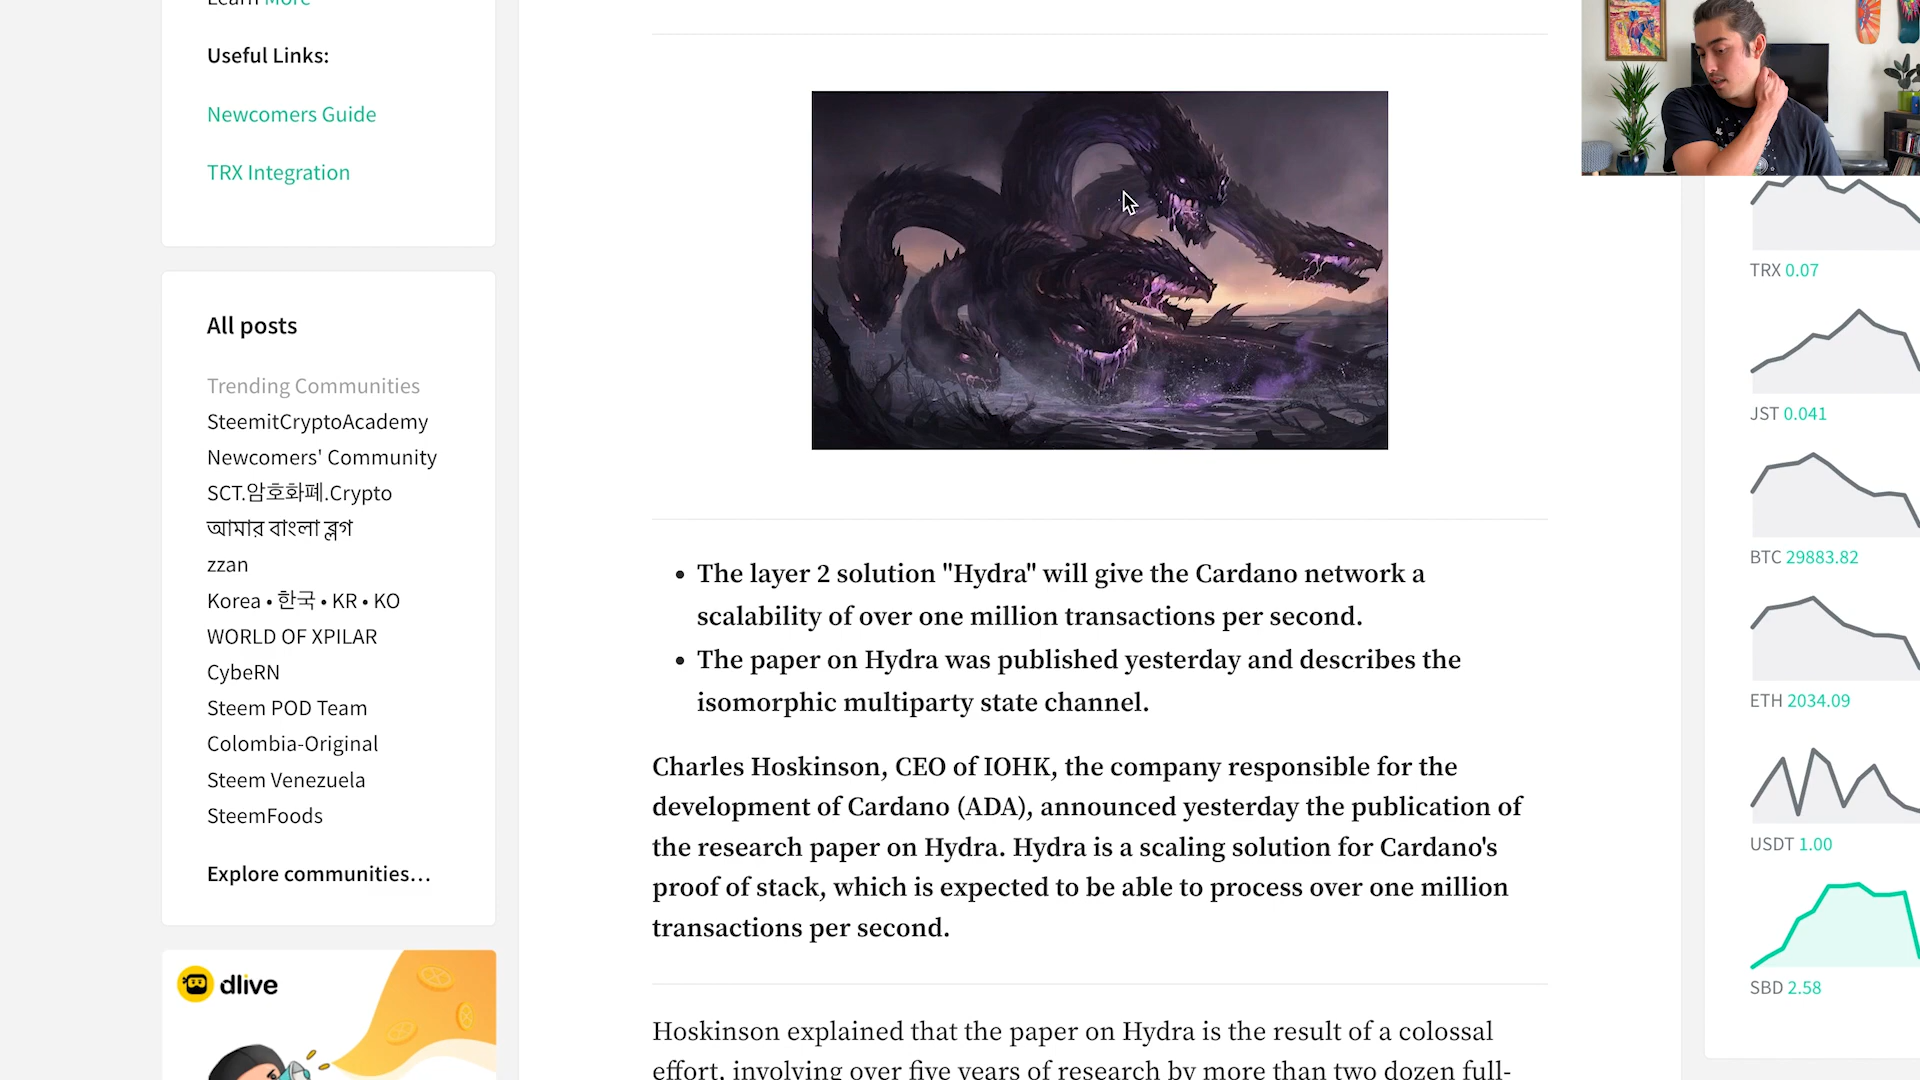 Learn More
Useful Links:
Newcomers Guide
TRX Integration
All posts
Trending Communities
SteemitCryptoAcademy
Newcomers' Community
SCT.암호화폐.Crypto
আমার বাংলা ব্লগ
zzan
Korea • 한국 • KR • KO
WORLD OF XPILAR
CybeRN
Steem POD Team
Colombia-Original
Steem Venezuela
SteemFoods
Explore communities…
dlive
• The layer 2 solution "Hydra" will give the Cardano network a
scalability of over one million transactions per second.
• The paper on Hydra was published yesterday and describes the
isomorphic multiparty state channel.
Charles Hoskinson, CEO of IOHK, the company responsible for the
development of Cardano (ADA), announced yesterday the publication of
the research paper on Hydra. Hydra is a scaling solution for Cardano's
proof of stack, which is expected to be able to process over one million
transactions per second.
Hoskinson explained that the paper on Hydra is the result of a colossal
effort, involving over five years of research by more than two dozen full-
TRX 0.07
JST 0.041
BTC 29883.82
ETH 2034.09
USDT 1.00
SBD 2.58